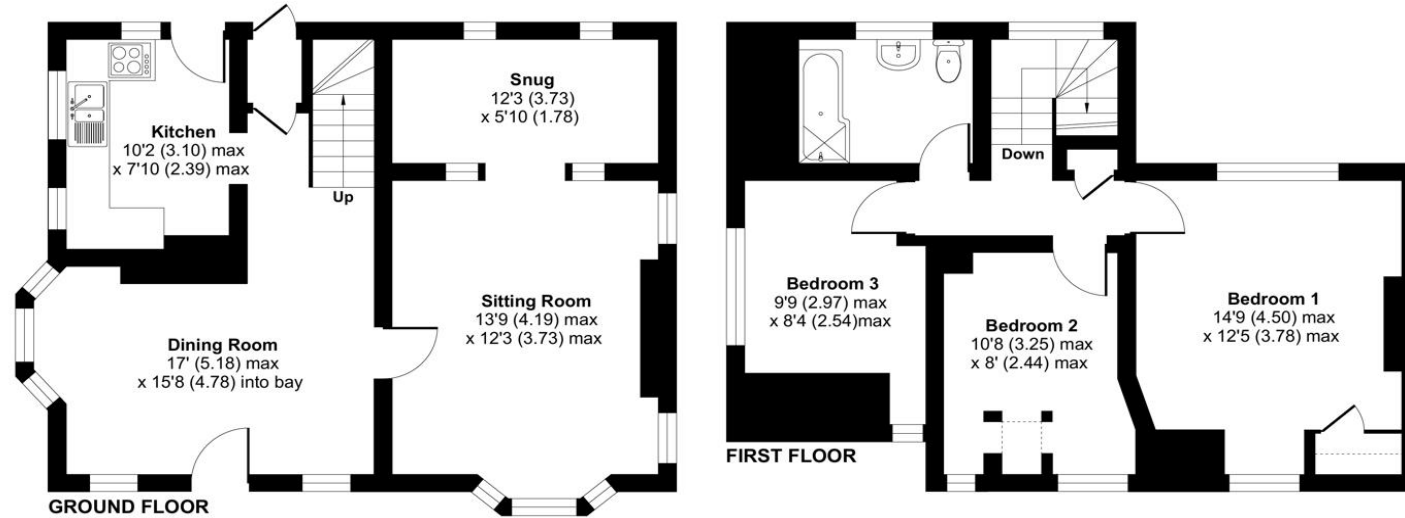 Kitchen
10'2 (3.10) max
x 7'10 (2.39) max
Up
Snug
12'3 (3.73)
x 5'10 (1.78)
Sitting Room
13'9 (4.19) max
x 12'3 (3.73) max
Dining Room
17' (5.18) max
x 15'8 (4.78) into bay
GROUND FLOOR
Down
Bedroom 3
9'9 (2.97) max
x 8'4 (2.54)max
Bedroom 2
10'8 (3.25) max
x 8' (2.44) max
Bedroom 1
14'9 (4.50) max
x 12'5 (3.78) max
FIRST FLOOR